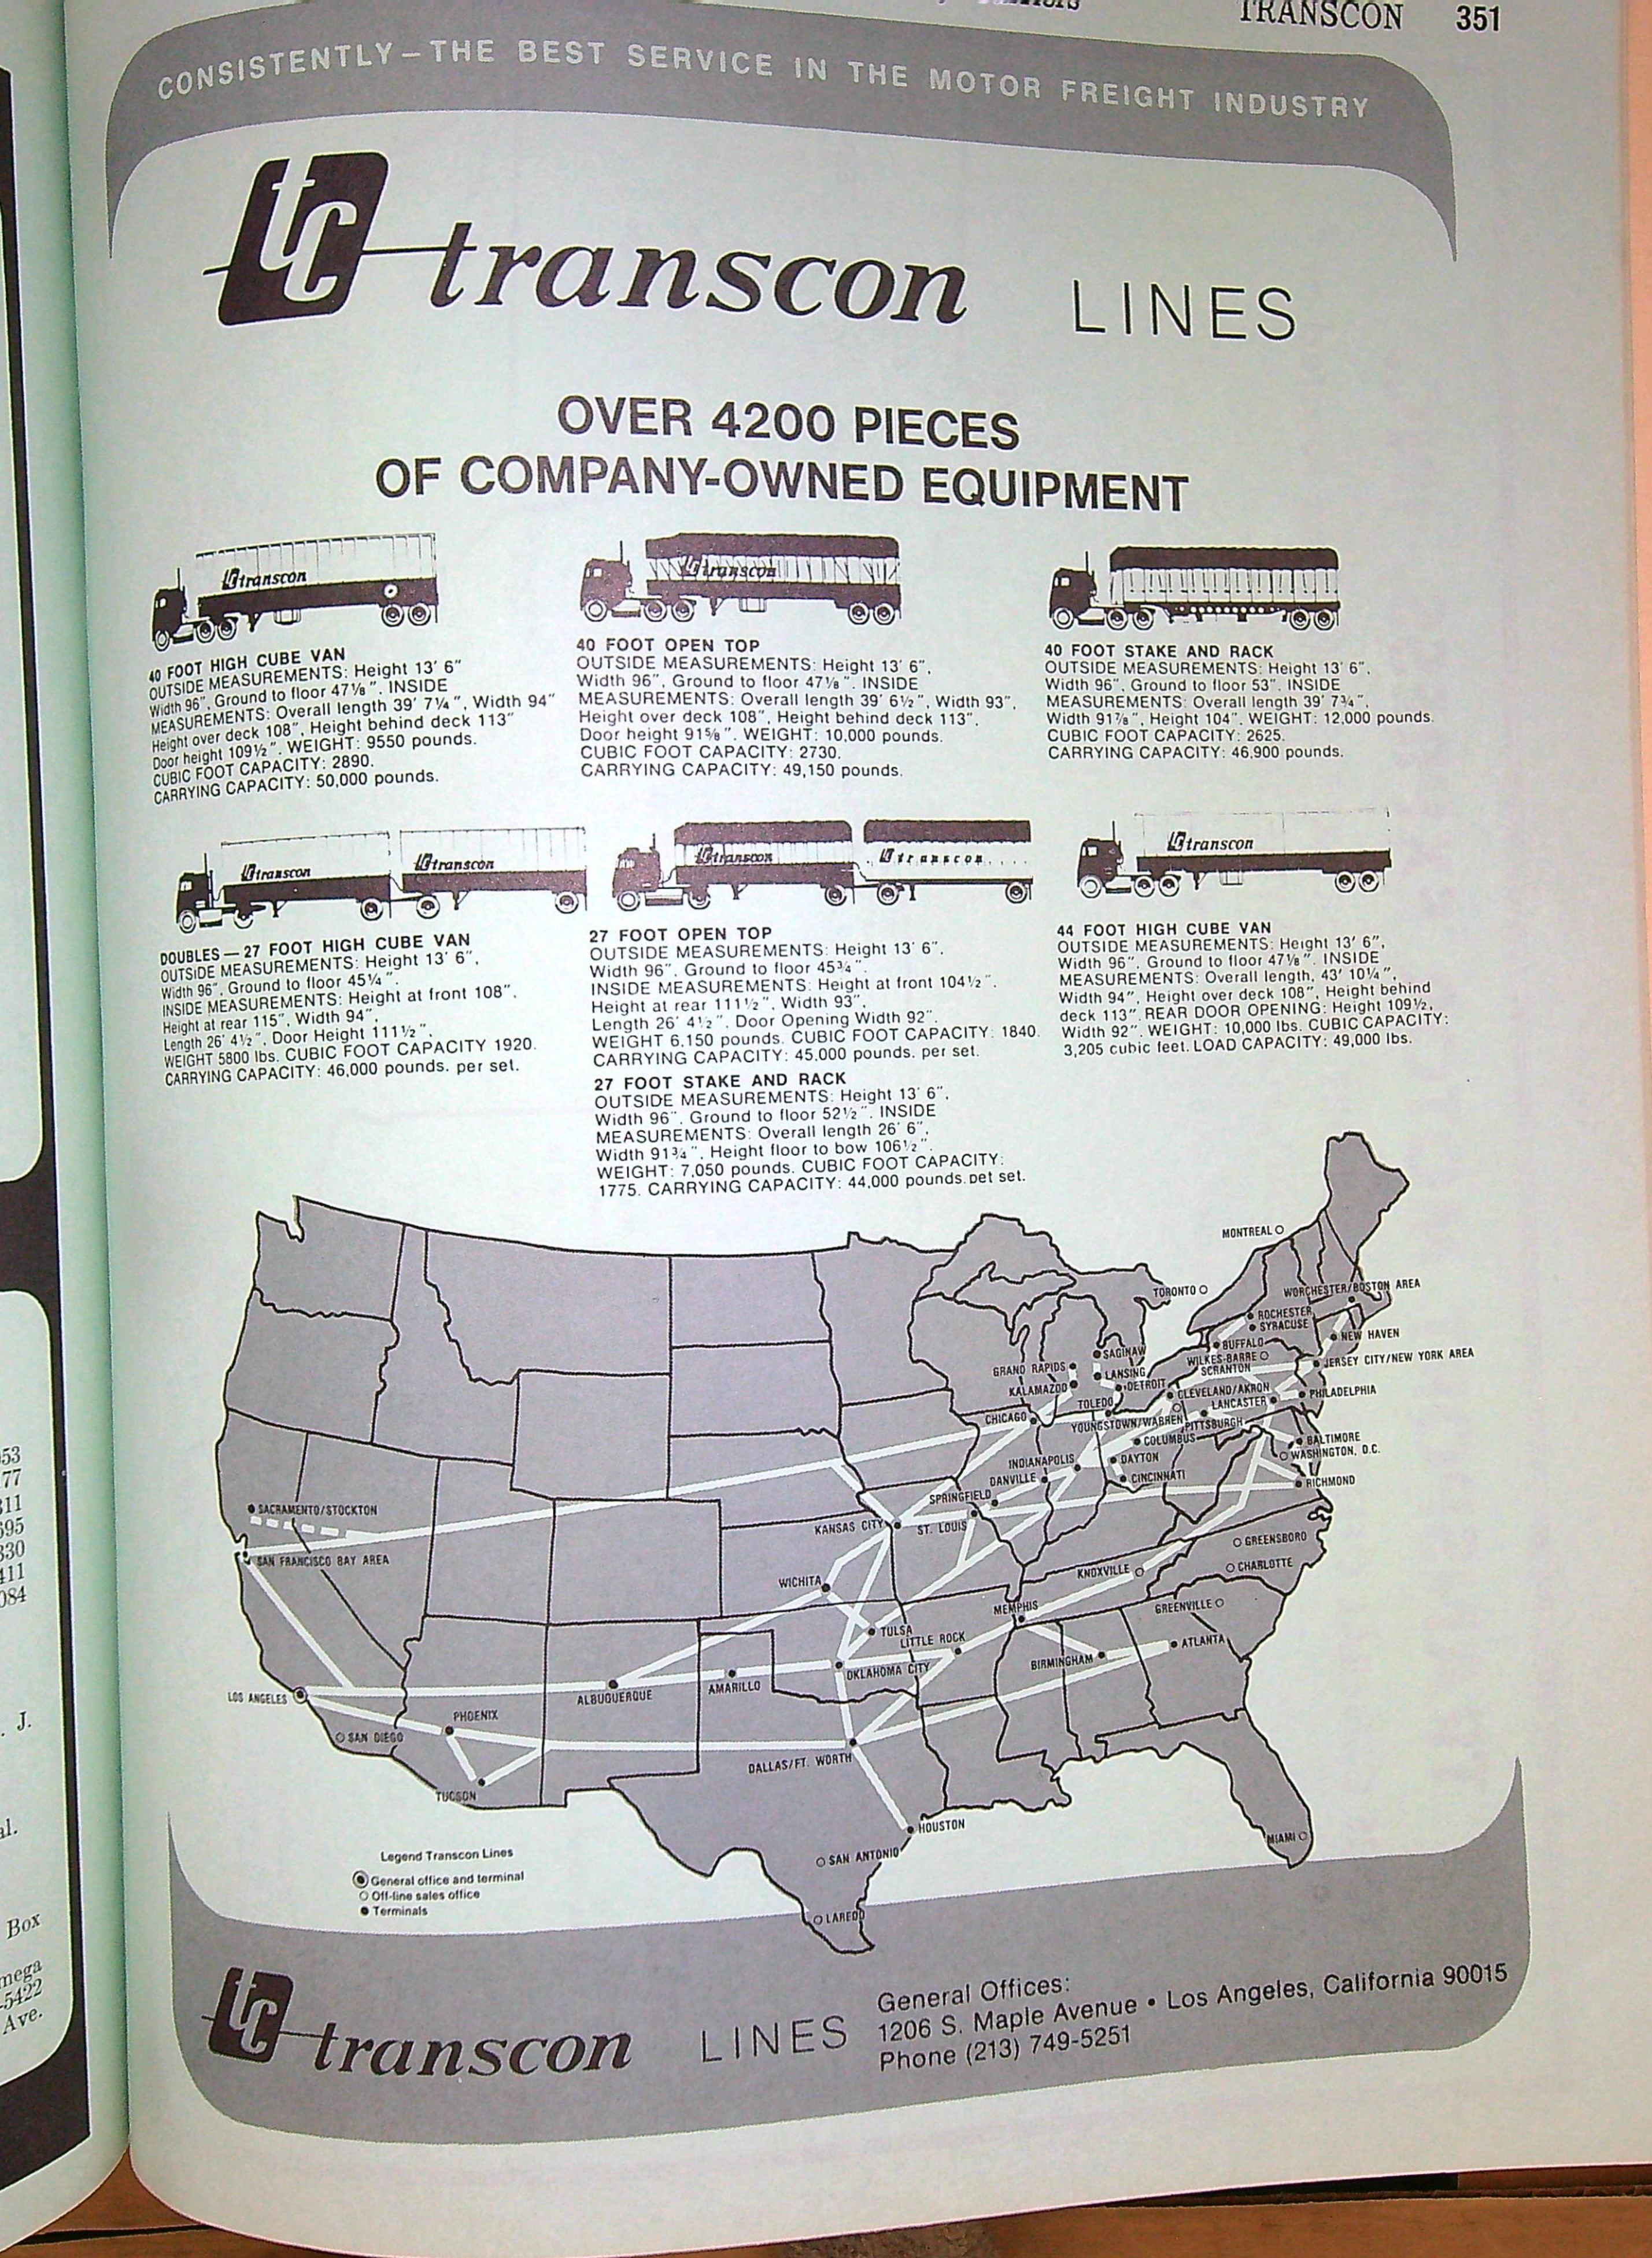 TRANSCON 351
CONSISTENTLY – THE BEST SERVICE IN THE MOTOR FREIGHT INDUSTRY
tc transcon LINES
OVER 4200 PIECES
OF COMPANY-OWNED EQUIPMENT
tc transcon
tc transcon
40 FOOT HIGH CUBE VAN
OUTSIDE MEASUREMENTS: Height 13' 6"
Width 96", Ground to floor 47⅛". INSIDE
MEASUREMENTS: Overall length 39' 7¼", Width 94"
Height over deck 108", Height behind deck 113"
Door height 109½". WEIGHT: 9550 pounds.
CUBIC FOOT CAPACITY: 2890.
CARRYING CAPACITY: 50,000 pounds.
40 FOOT OPEN TOP
OUTSIDE MEASUREMENTS: Height 13' 6",
Width 96", Ground to floor 47⅛". INSIDE
MEASUREMENTS: Overall length 39' 6½", Width 93",
Height over deck 108", Height behind deck 113",
Door height 91⅝". WEIGHT: 10,000 pounds.
CUBIC FOOT CAPACITY: 2730.
CARRYING CAPACITY: 49,150 pounds.
40 FOOT STAKE AND RACK
OUTSIDE MEASUREMENTS: Height 13' 6",
Width 96", Ground to floor 53". INSIDE
MEASUREMENTS: Overall length 39' 7¾",
Width 91⅞", Height 104". WEIGHT: 12,000 pounds.
CUBIC FOOT CAPACITY: 2625.
CARRYING CAPACITY: 46,900 pounds.
tc transcon
tc transcon
tc transcon
tc transcon
tc transcon
DOUBLES — 27 FOOT HIGH CUBE VAN
OUTSIDE MEASUREMENTS: Height 13' 6",
Width 96", Ground to floor 45¼".
INSIDE MEASUREMENTS: Height at front 108",
Height at rear 115", Width 94",
Length 26' 4½", Door Height 111½",
WEIGHT 5800 lbs. CUBIC FOOT CAPACITY 1920.
CARRYING CAPACITY: 46,000 pounds. per set.
27 FOOT OPEN TOP
OUTSIDE MEASUREMENTS: Height 13' 6",
Width 96", Ground to floor 45¾".
INSIDE MEASUREMENTS: Height at front 104½",
Height at rear 111½", Width 93",
Length 26' 4½", Door Opening Width 92".
WEIGHT 6,150 pounds. CUBIC FOOT CAPACITY: 1840.
CARRYING CAPACITY: 45,000 pounds. per set.
27 FOOT STAKE AND RACK
OUTSIDE MEASUREMENTS: Height 13' 6",
Width 96", Ground to floor 52½". INSIDE
MEASUREMENTS: Overall length 26' 6",
Width 91¾", Height floor to bow 106½".
WEIGHT: 7,050 pounds. CUBIC FOOT CAPACITY:
1775. CARRYING CAPACITY: 44,000 pounds. pet set.
44 FOOT HIGH CUBE VAN
OUTSIDE MEASUREMENTS: Height 13' 6",
Width 96", Ground to floor 47⅛". INSIDE
MEASUREMENTS: Overall length, 43' 10¼",
Width 94", Height over deck 108", Height behind
deck 113". REAR DOOR OPENING: Height 109½,
Width 92". WEIGHT: 10,000 lbs. CUBIC CAPACITY:
3,205 cubic feet. LOAD CAPACITY: 49,000 lbs.
MONTREAL
TORONTO
WORCHESTER/BOSTON AREA
ROCHESTER
SYRACUSE
NEW HAVEN
BUFFALO
WILKES-BARRE
SCRANTON
JERSEY CITY/NEW YORK AREA
SAGINAW
GRAND RAPIDS
LANSING
KALAMAZOO
DETROIT
CLEVELAND/AKRON
PHILADELPHIA
TOLEDO
LANCASTER
CHICAGO
YOUNGSTOWN/WARREN
PITTSBURGH
COLUMBUS
BALTIMORE
WASHINGTON, D.C.
INDIANAPOLIS
DAYTON
DANVILLE
CINCINNATI
RICHMOND
SPRINGFIELD
SACRAMENTO/STOCKTON
KANSAS CITY
ST. LOUIS
GREENSBORO
SAN FRANCISCO BAY AREA
CHARLOTTE
KNOXVILLE
WICHITA
MEMPHIS
GREENVILLE
TULSA
LITTLE ROCK
ATLANTA
BIRMINGHAM
OKLAHOMA CITY
AMARILLO
ALBUQUERQUE
LOS ANGELES
PHOENIX
SAN DIEGO
DALLAS/FT. WORTH
TUCSON
HOUSTON
MIAMI
SAN ANTONIO
LAREDO
Legend Transcon Lines
General office and terminal
Off-line sales office
Terminals
tc transcon LINES
General Offices:
1206 S. Maple Avenue • Los Angeles, California 90015
Phone (213) 749-5251
53
77
311
695
330
411
084
. J.
al.
Box
mega
-5422
Ave.